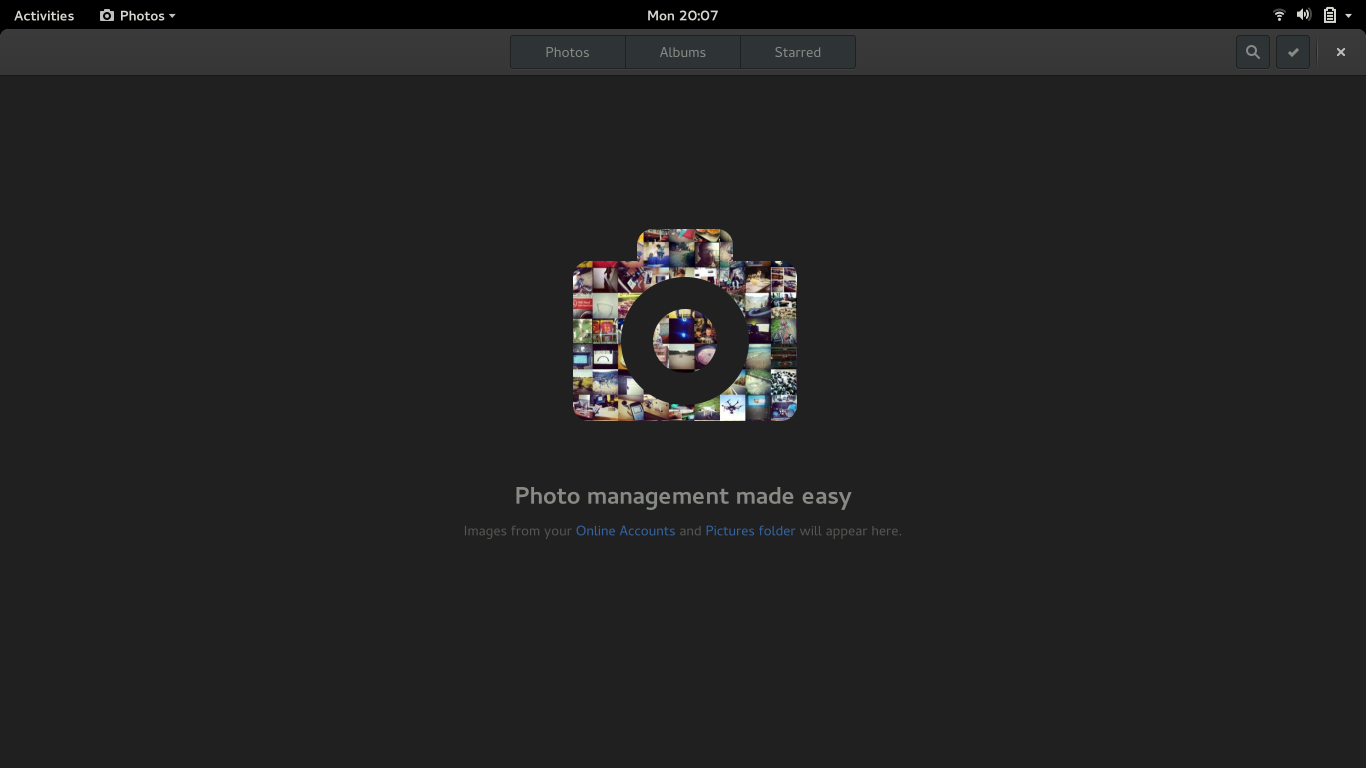 Activities Photos Mon 20:07
Photos Albums Starred
Photo management made easy
Images from your Online Accounts and Pictures folder will appear here.